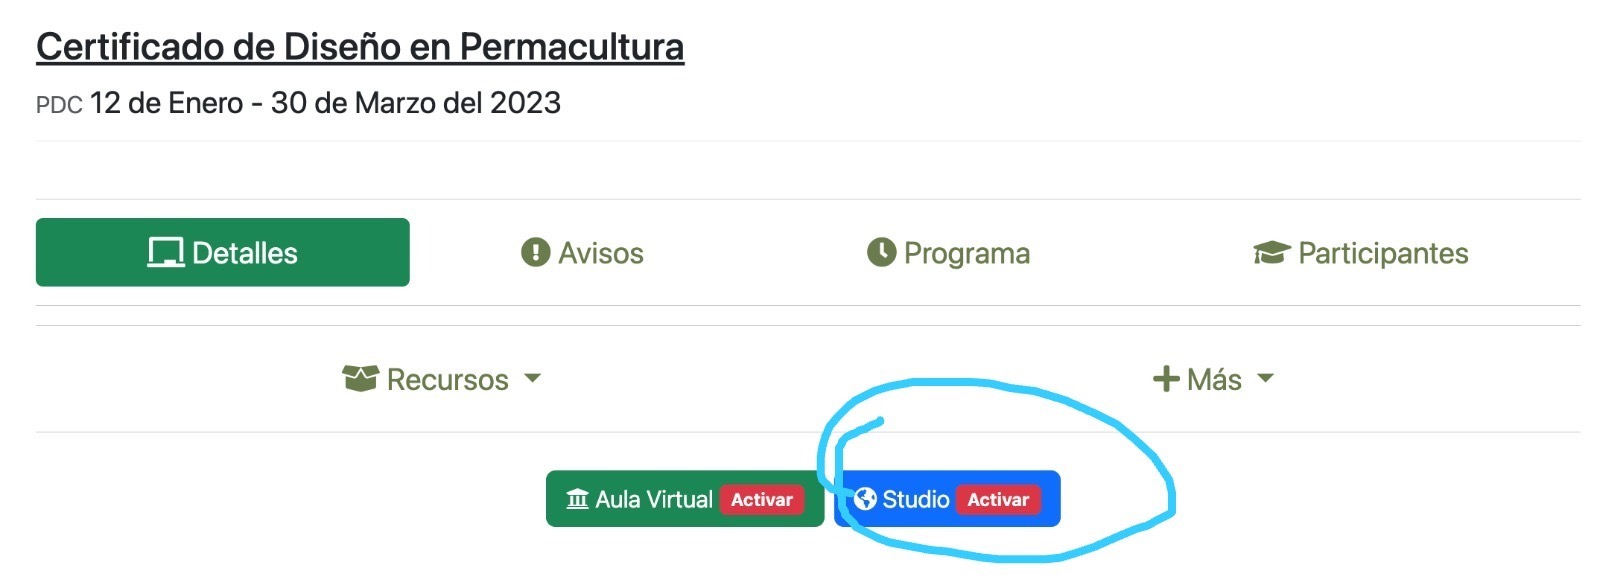 Certificado de Diseño en Permacultura
PDC 12 de Enero - 30 de Marzo del 2023
Detalles Avisos Programa Participantes
Recursos Más
Aula Virtual Activar Studio Activar